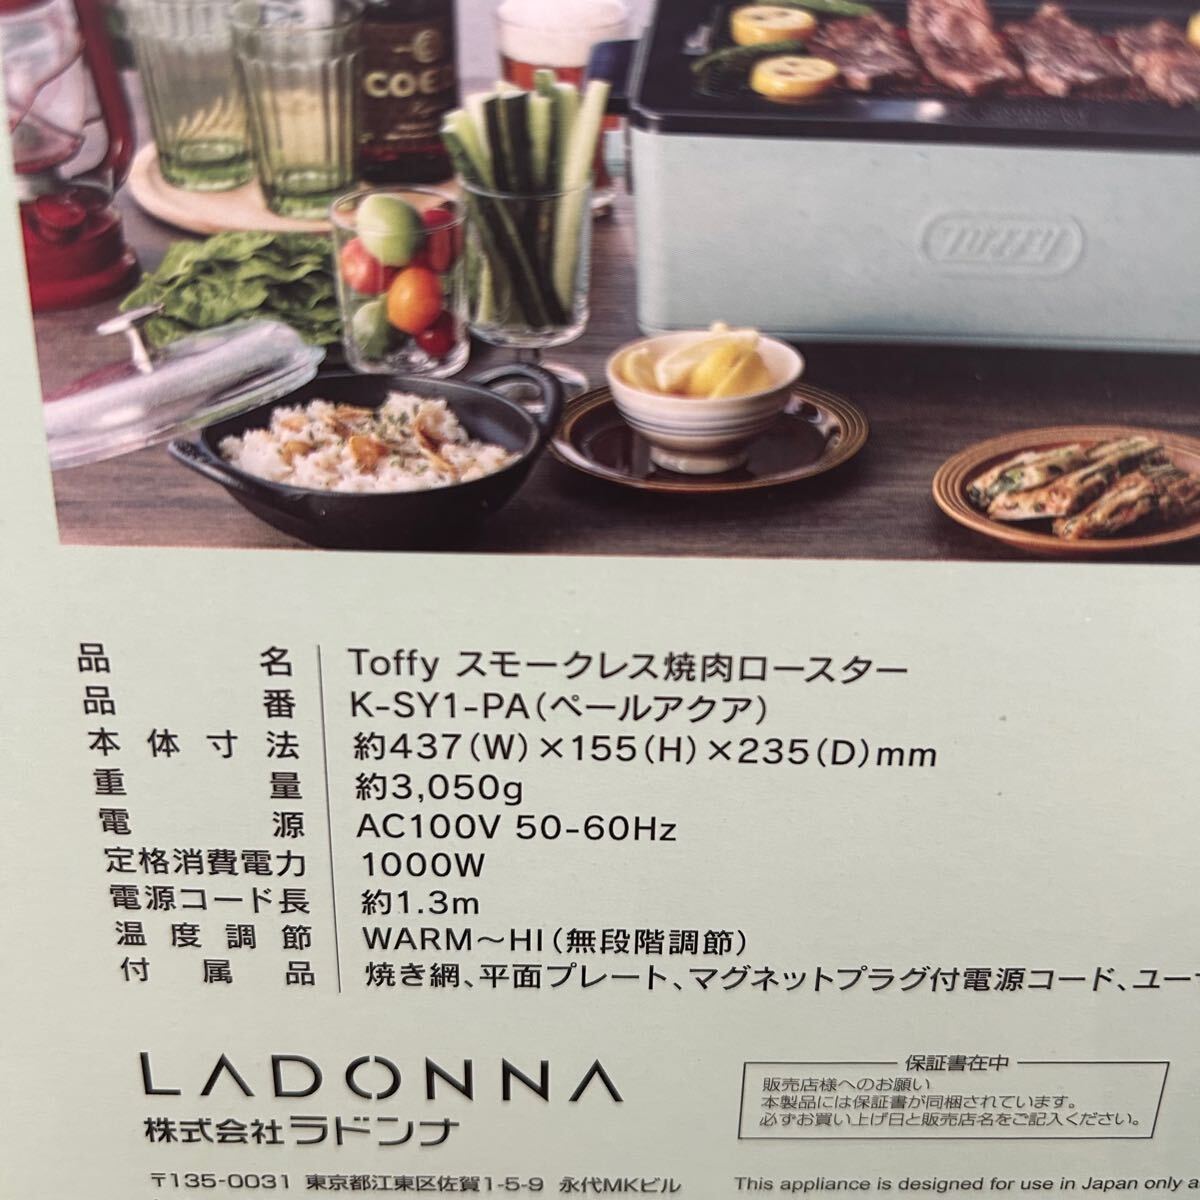 COE
Toffy
品名 Toffy スモークレス焼肉ロースター
品番 K-SY1-PA(ペールアクア)
本体寸法 約437(W)×155(H)×235(D)mm
重量 約3,050g
電源 AC100V 50-60Hz
定格消費電力 1000W
電源コード長 約1.3m
温度調節 WARM～HI(無段階調節)
付属品 焼き網、平面プレート、マグネットプラグ付電源コード、ユー
LADONNA
株式会社ラドンナ
〒135-0031 東京都江東区佐賀1-5-9 永代MKビル
保証書在中
販売店様へのお願い
本製品には保証書が同梱されています。
必ずお買い上げ日と販売店名をご記入ください。
This appliance is designed for use in Japan only a